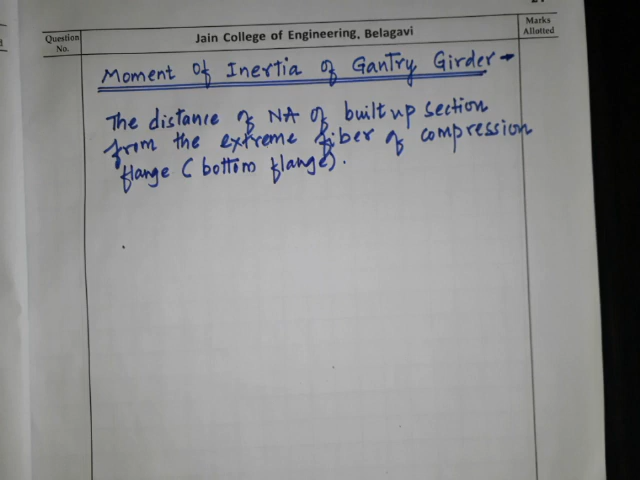 Question No.
Jain College of Engineering, Belagavi
Marks Allotted
Moment Of Inertia of Gantry Girder →
The distance of NA of built up section
from the extreme fiber of compression
flange ( bottom flange).